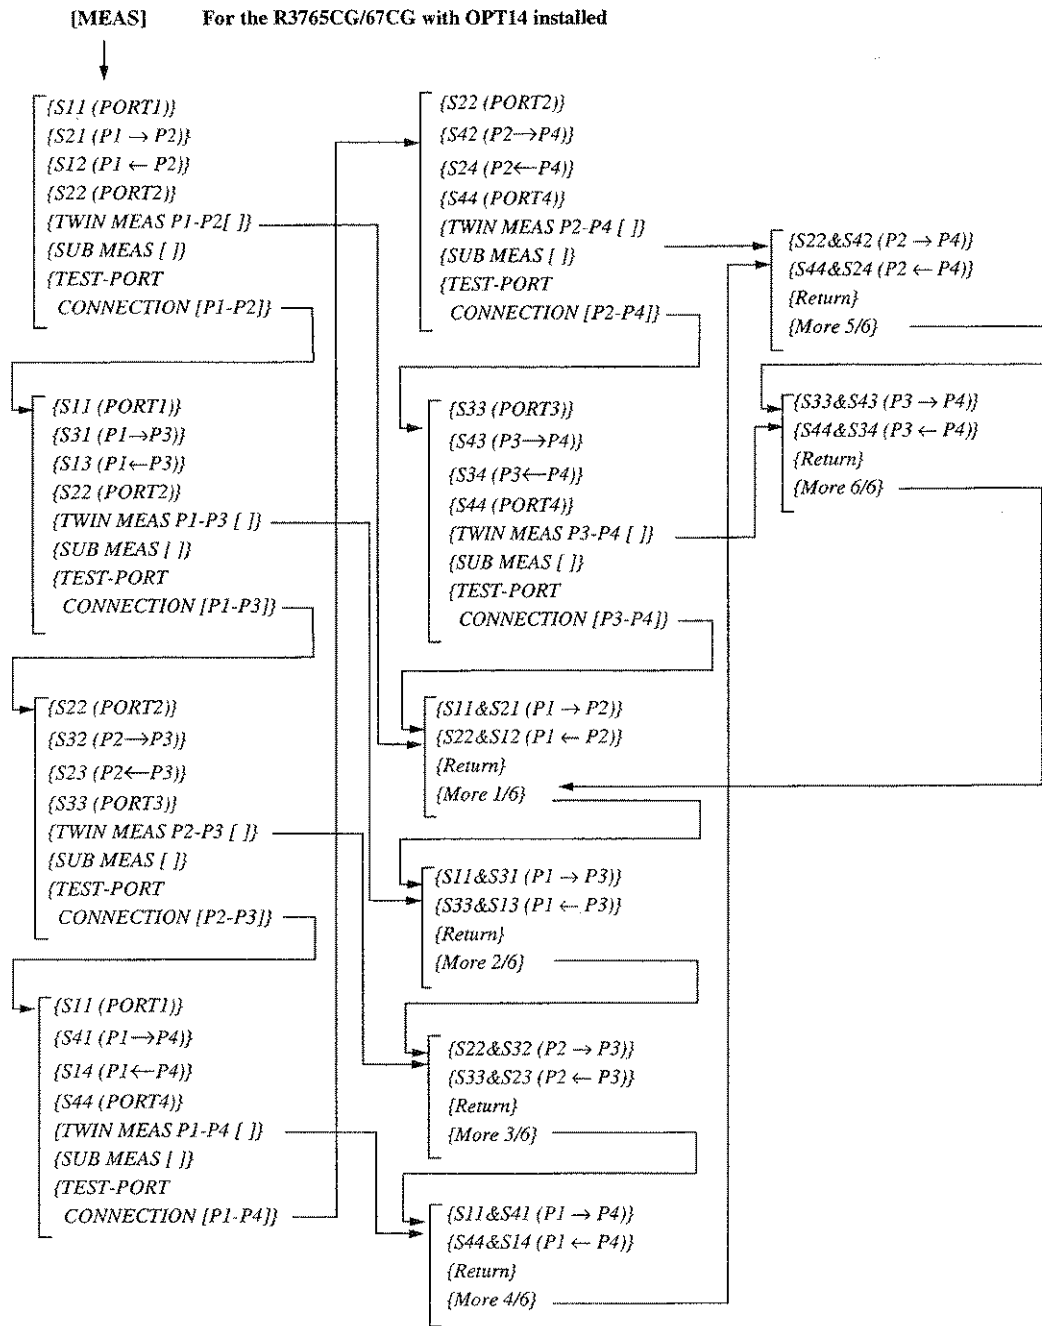 [MEAS] For the R3765CG/67CG with OPT14 installed
{S11 (PORT1)}
{S21 (P1 → P2)}
{S12 (P1 ← P2)}
{S22 (PORT2)}
{TWIN MEAS P1-P2[ ]}
{SUB MEAS [ ]}
{TEST-PORT
CONNECTION [P1-P2]}
{S11 (PORT1)}
{S31 (P1→P3)}
{S13 (P1←P3)}
{S22 (PORT2)}
{TWIN MEAS P1-P3 [ ]}
{SUB MEAS [ ]}
{TEST-PORT
CONNECTION [P1-P3]}
{S22 (PORT2)}
{S32 (P2→P3)}
{S23 (P2←P3)}
{S33 (PORT3)}
{TWIN MEAS P2-P3 [ ]}
{SUB MEAS [ ]}
{TEST-PORT
CONNECTION [P2-P3]}
{S11 (PORT1)}
{S41 (P1→P4)}
{S14 (P1←P4)}
{S44 (PORT4)}
{TWIN MEAS P1-P4 [ ]}
{SUB MEAS [ ]}
{TEST-PORT
CONNECTION [P1-P4]}
{S22 (PORT2)}
{S42 (P2→P4)}
{S24 (P2←P4)}
{S44 (PORT4)}
{TWIN MEAS P2-P4 [ ]}
{SUB MEAS [ ]}
{TEST-PORT
CONNECTION [P2-P4]}
{S33 (PORT3)}
{S43 (P3→P4)}
{S34 (P3←P4)}
{S44 (PORT4)}
{TWIN MEAS P3-P4 [ ]}
{SUB MEAS [ ]}
{TEST-PORT
CONNECTION [P3-P4]}
{S11&S21 (P1 → P2)}
{S22&S12 (P1 ← P2)}
{Return}
{More 1/6}
{S11&S31 (P1 → P3)}
{S33&S13 (P1 ← P3)}
{Return}
{More 2/6}
{S22&S32 (P2 → P3)}
{S33&S23 (P2 ← P3)}
{Return}
{More 3/6}
{S11&S41 (P1 → P4)}
{S44&S14 (P1 ← P4)}
{Return}
{More 4/6}
{S22&S42 (P2 → P4)}
{S44&S24 (P2 ← P4)}
{Return}
{More 5/6}
{S33&S43 (P3 → P4)}
{S44&S34 (P3 ← P4)}
{Return}
{More 6/6}